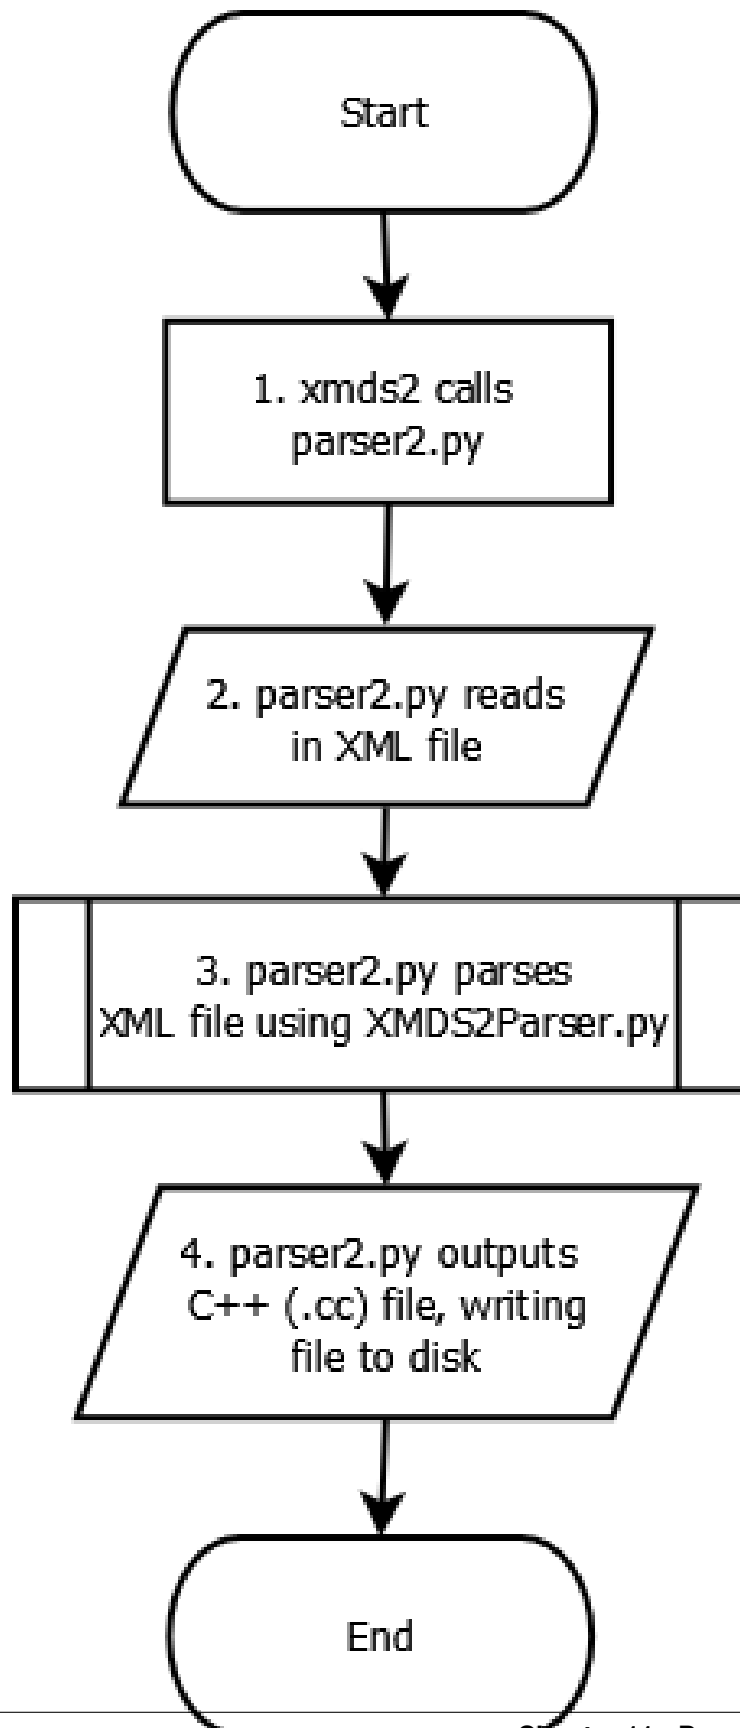 Start
1. xmds2 calls
parser2.py
2. parser2.py reads
in XML file
3. parser2.py parses
XML file using XMDS2Parser.py
4. parser2.py outputs
C++ (.cc) file, writing
file to disk
End